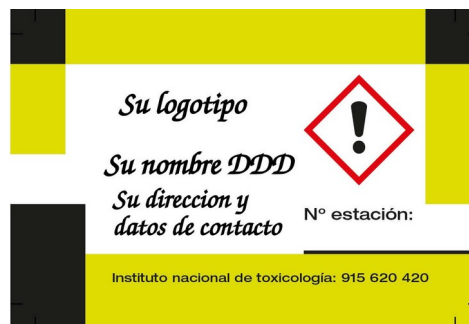 Su logotipo
Su nombre DDD
Su direccion y
datos de contacto
Nº estación:
Instituto nacional de toxicología: 915 620 420